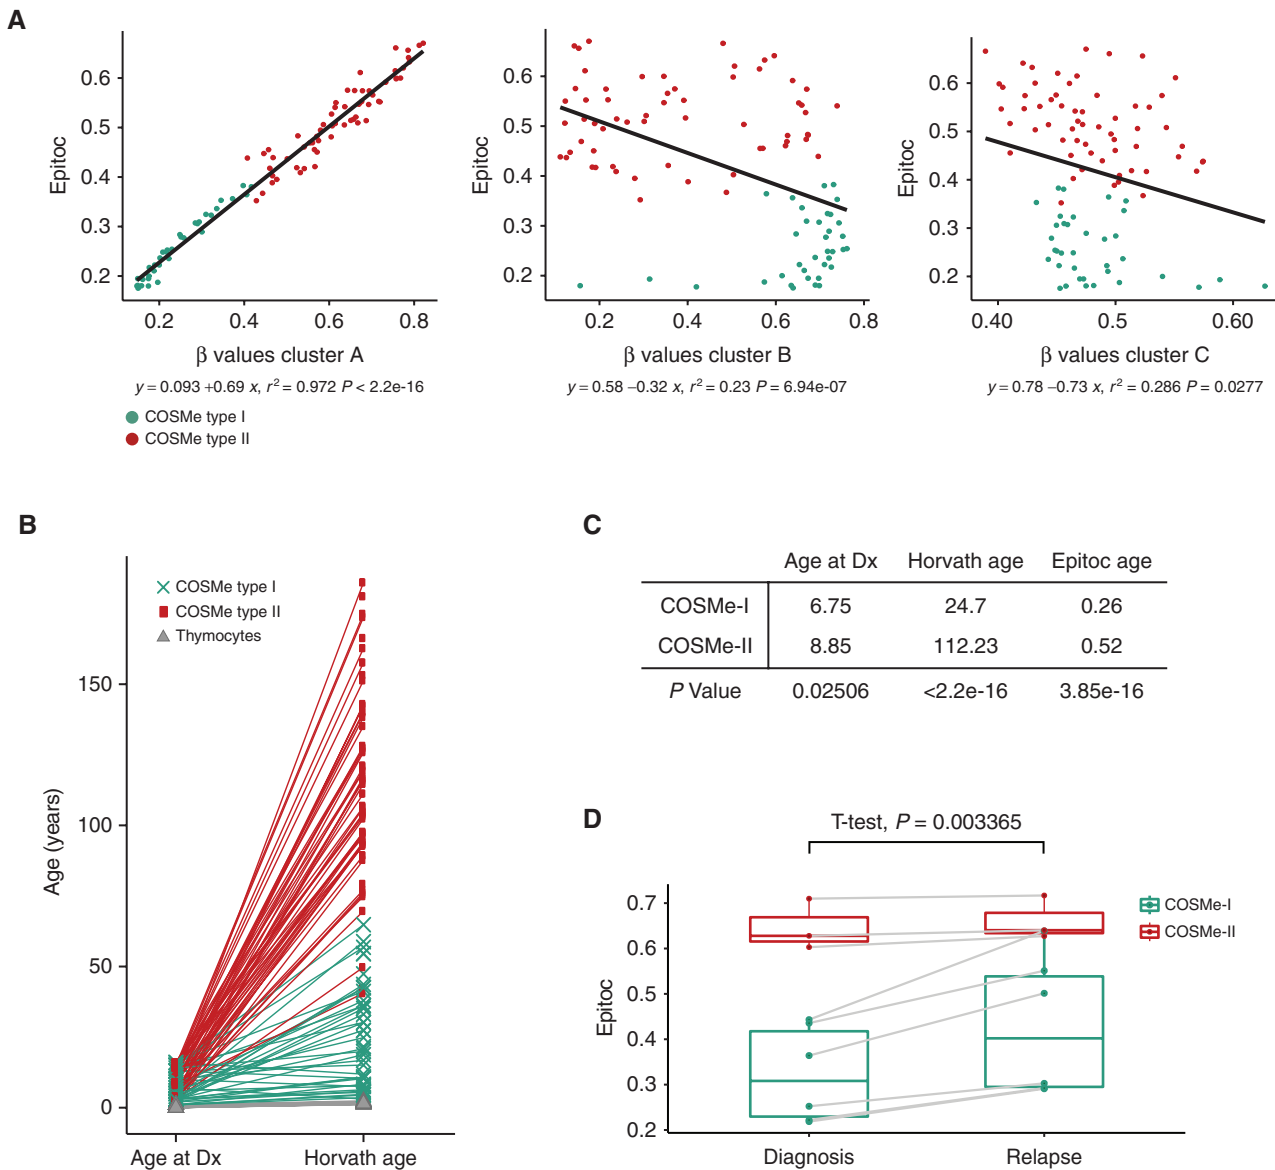 A
Epitoc
0.6
0.5
0.4
0.3
0.2
0.2 0.4 0.6 0.8
β values cluster A
y = 0.093 +0.69 x, r² = 0.972 P < 2.2e-16
Epitoc
0.6
0.5
0.4
0.3
0.2
0.2 0.4 0.6 0.8
β values cluster B
y = 0.58 –0.32 x, r² = 0.23 P = 6.94e-07
Epitoc
0.6
0.5
0.4
0.3
0.2
0.40 0.5 0.60
β values cluster C
y = 0.78 –0.73 x, r² = 0.286 P = 0.0277
COSMe type I
COSMe type II
B
COSMe type I
COSMe type II
Thymocytes
Age (years)
150
100
50
0
Age at Dx Horvath age
C
Age at Dx Horvath age Epitoc age
COSMe-I 6.75 24.7 0.26
COSMe-II 8.85 112.23 0.52
P Value 0.02506 <2.2e-16 3.85e-16
D
T-test, P = 0.003365
Epitoc
0.7
0.6
0.5
0.4
0.3
0.2
Diagnosis Relapse
COSMe-I
COSMe-II